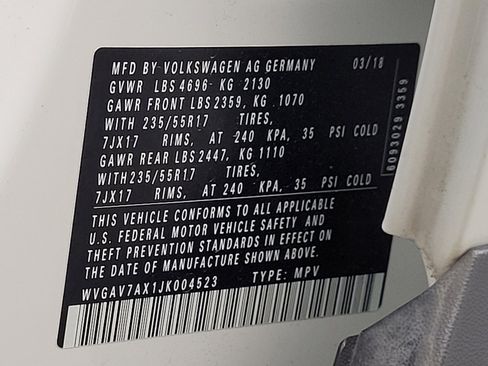 MFD BY VOLKSWAGEN AG GERMANY 03/18
GVWR LBS 4696 KG 2130
GAWR FRONT LBS 2359, KG 1070
WITH 235/55R17 TIRES,
7JX17 RIMS, AT 240 KPA, 35 PSI COLD
GAWR REAR LBS 2447, KG 1110
WITH 235/55R17 TIRES,
7JX17 RIMS, AT 240 KPA, 35 PSI COLD
THIS VEHICLE CONFORMS TO ALL APPLICABLE
U.S. FEDERAL MOTOR VEHICLE SAFETY AND
THEFT PREVENTION STANDARDS IN EFFECT ON
THE DATE OF MANUFACTURE SHOWN ABOVE.
WVGAV7AX1JK004523 TYPE: MPV
6093029 3359